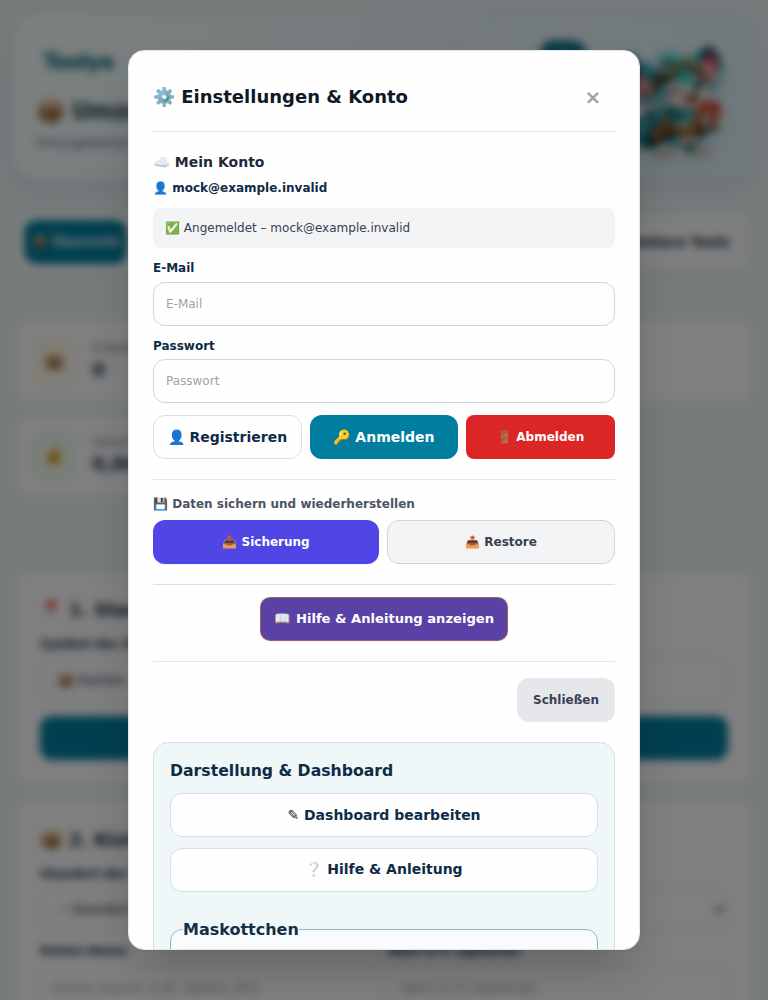 Toolys
⚙️ Einstellungen & Konto
×
☁️ Mein Konto
👤 mock@example.invalid
✅ Angemeldet – mock@example.invalid
E-Mail
E-Mail
Passwort
Passwort
👤 Registrieren
🔑 Anmelden
🚪 Abmelden
💾 Daten sichern und wiederherstellen
📥 Sicherung
📤 Restore
📖 Hilfe & Anleitung anzeigen
Schließen
Darstellung & Dashboard
✎ Dashboard bearbeiten
❔ Hilfe & Anleitung
Maskottchen